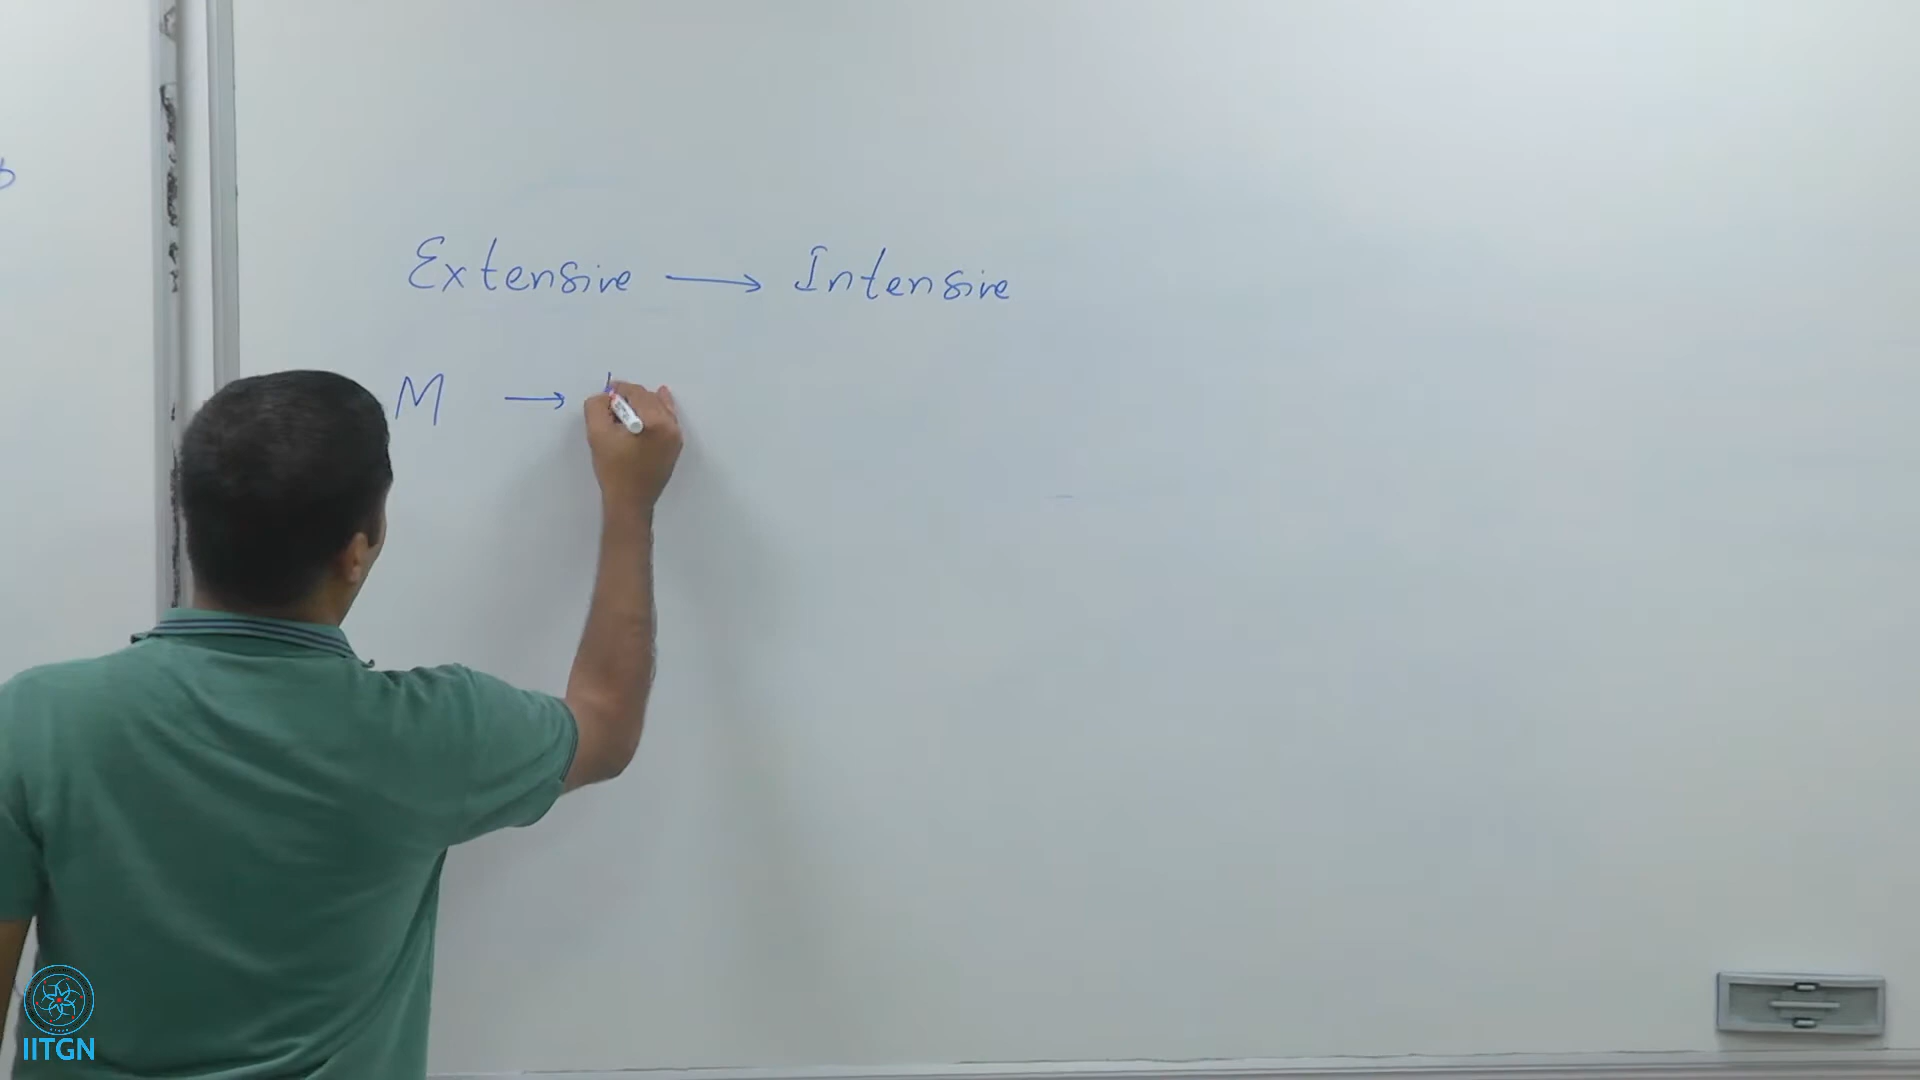 Extensive → Intensive
M →
IITGN